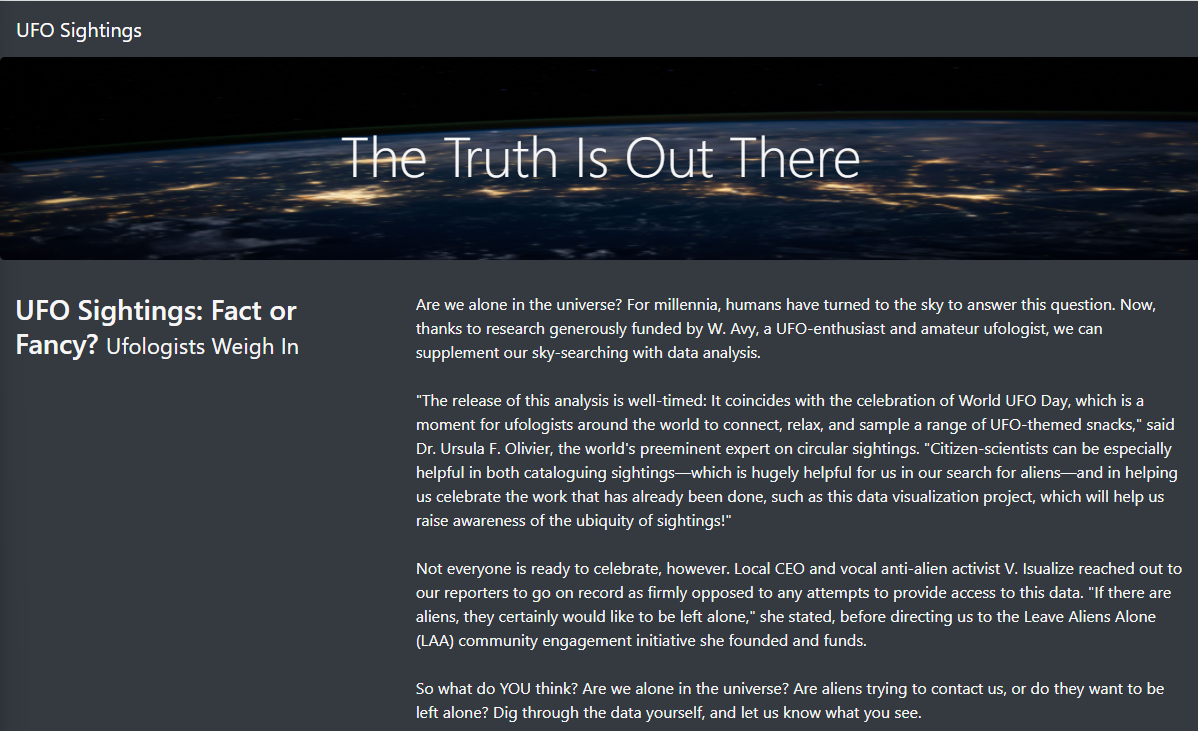 UFO Sightings
The Truth Is Out There
UFO Sightings: Fact or
Fancy? Ufologists Weigh In
Are we alone in the universe? For millennia, humans have turned to the sky to answer this question. Now,
thanks to research generously funded by W. Avy, a UFO-enthusiast and amateur ufologist, we can
supplement our sky-searching with data analysis.
"The release of this analysis is well-timed: It coincides with the celebration of World UFO Day, which is a
moment for ufologists around the world to connect, relax, and sample a range of UFO-themed snacks," said
Dr. Ursula F. Olivier, the world's preeminent expert on circular sightings. "Citizen-scientists can be especially
helpful in both cataloguing sightings—which is hugely helpful for us in our search for aliens—and in helping
us celebrate the work that has already been done, such as this data visualization project, which will help us
raise awareness of the ubiquity of sightings!"
Not everyone is ready to celebrate, however. Local CEO and vocal anti-alien activist V. Isualize reached out to
our reporters to go on record as firmly opposed to any attempts to provide access to this data. "If there are
aliens, they certainly would like to be left alone," she stated, before directing us to the Leave Aliens Alone
(LAA) community engagement initiative she founded and funds.
So what do YOU think? Are we alone in the universe? Are aliens trying to contact us, or do they want to be
left alone? Dig through the data yourself, and let us know what you see.